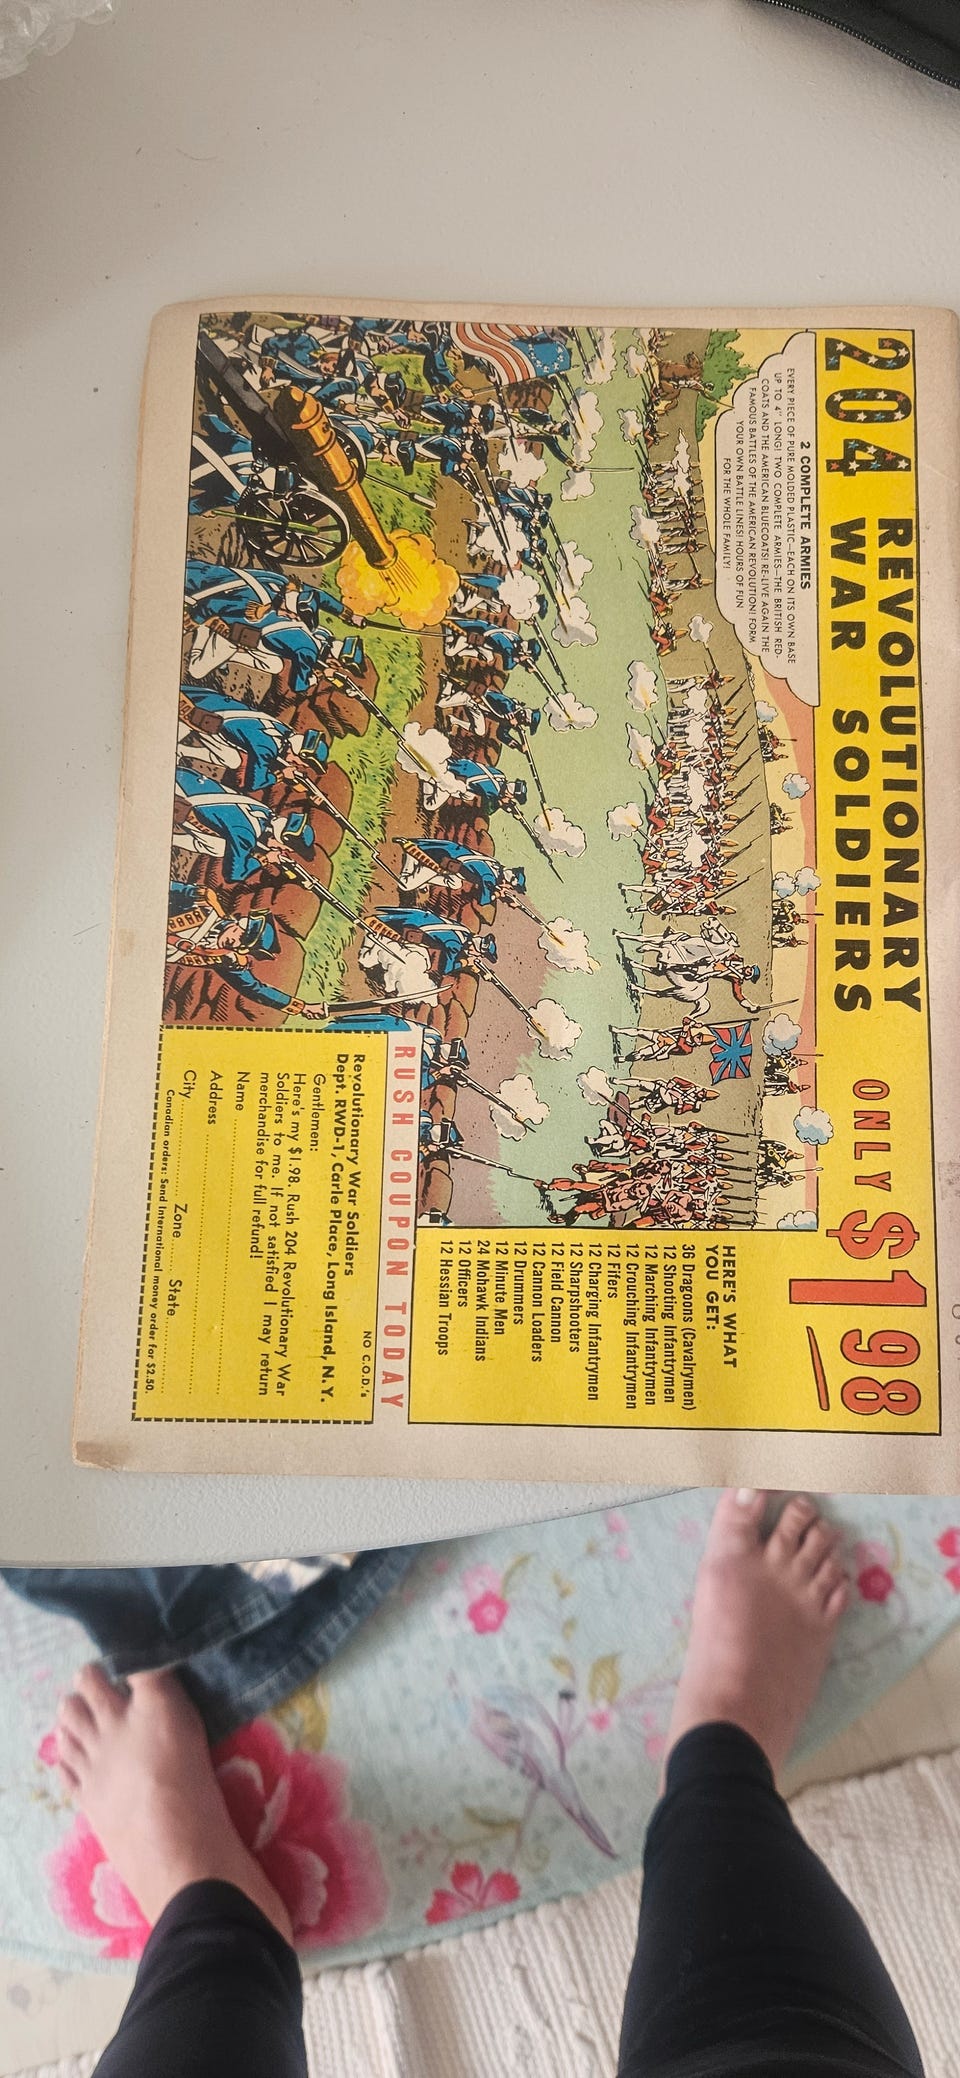 204 REVOLUTIONARY
WAR SOLDIERS
ONLY $1.98
2 COMPLETE ARMIES
EVERY PIECE OF PURE MOLDED PLASTIC—EACH ON ITS OWN BASE
UP TO 4" LONG! TWO COMPLETE ARMIES—THE BRITISH RED-
COATS AND THE AMERICAN BLUECOATS! RE-LIVE AGAIN THE
FAMOUS BATTLES OF THE AMERICAN REVOLUTION! FORM
YOUR OWN BATTLE LINES! HOURS OF FUN
FOR THE WHOLE FAMILY!
HERE'S WHAT
YOU GET:
36 Dragoons (Cavalrymen)
12 Shooting Infantrymen
12 Marching Infantrymen
12 Crouching Infantrymen
12 Fifers
12 Charging Infantrymen
12 Sharpshooters
12 Field Cannon
12 Cannon Loaders
12 Drummers
12 Minute Men
24 Mohawk Indians
12 Officers
12 Hessian Troops
RUSH COUPON TODAY
NO C.O.D.'s
Revolutionary War Soldiers
Dept. RWD-1, Carle Place, Long Island, N. Y.
Gentlemen:
Here's my $1.98. Rush 204 Revolutionary War
Soldiers to me. If not satisfied I may return
merchandise for full refund!
Name
Address
City Zone State
Canadian orders: Send International money order for $2.50.